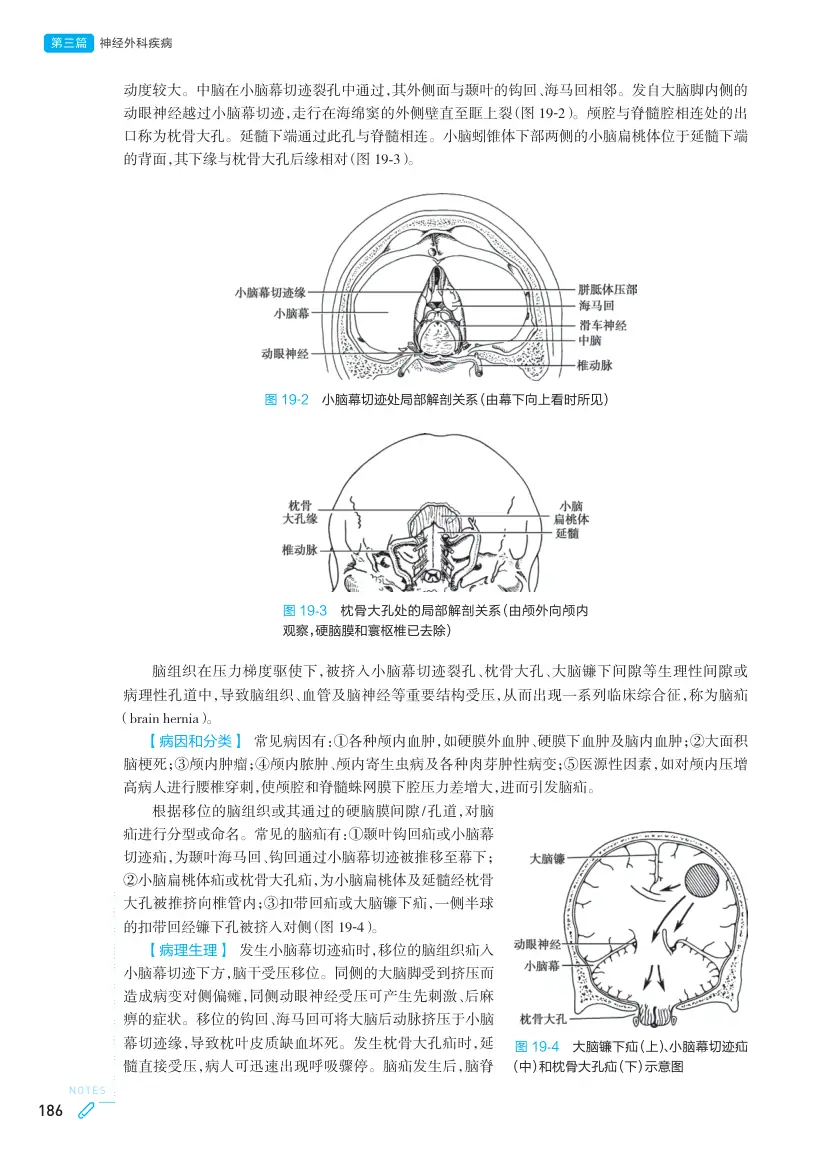 第三篇 神经外科疾病
动度较大。中脑在小脑幕切迹裂孔中通过,其外侧面与颞叶的钩回、海马回相邻。发自大脑脚内侧的
动眼神经越过小脑幕切迹,走行在海绵窦的外侧壁直至眶上裂(图 19-2)。颅腔与脊髓腔相连处的出
口称为枕骨大孔。延髓下端通过此孔与脊髓相连。小脑蚓锥体下部两侧的小脑扁桃体位于延髓下端
的背面,其下缘与枕骨大孔后缘相对(图 19-3)。
小脑幕切迹缘
小脑幕
动眼神经
胼胝体压部
海马回
滑车神经
中脑
椎动脉
图 19-2 小脑幕切迹处局部解剖关系(由幕下向上看时所见)
枕骨
大孔缘
椎动脉
小脑
扁桃体
延髓
图 19-3 枕骨大孔处的局部解剖关系(由颅外向颅内
观察,硬脑膜和寰枢椎已去除)
脑组织在压力梯度驱使下,被挤入小脑幕切迹裂孔、枕骨大孔、大脑镰下间隙等生理性间隙或
病理性孔道中,导致脑组织、血管及脑神经等重要结构受压,从而出现一系列临床综合征,称为脑疝
(brain hernia)。
【病因和分类】 常见病因有:①各种颅内血肿,如硬膜外血肿、硬膜下血肿及脑内血肿;②大面积
脑梗死;③颅内肿瘤;④颅内脓肿、颅内寄生虫病及各种肉芽肿性病变;⑤医源性因素,如对颅内压增
高病人进行腰椎穿刺,使颅腔和脊髓蛛网膜下腔压力差增大,进而引发脑疝。
根据移位的脑组织或其通过的硬脑膜间隙/孔道,对脑
疝进行分型或命名。常见的脑疝有:①颞叶钩回疝或小脑幕
切迹疝,为颞叶海马回、钩回通过小脑幕切迹被推移至幕下;
②小脑扁桃体疝或枕骨大孔疝,为小脑扁桃体及延髓经枕骨
大孔被推挤向椎管内;③扣带回疝或大脑镰下疝,一侧半球
的扣带回经镰下孔被挤入对侧(图 19-4)。
【病理生理】 发生小脑幕切迹疝时,移位的脑组织疝入
小脑幕切迹下方,脑干受压移位。同侧的大脑脚受到挤压而
造成病变对侧偏瘫,同侧动眼神经受压可产生先刺激、后麻
痹的症状。移位的钩回、海马回可将大脑后动脉挤压于小脑
幕切迹缘,导致枕叶皮质缺血坏死。发生枕骨大孔疝时,延
髓直接受压,病人可迅速出现呼吸骤停。脑疝发生后,脑脊
大脑镰
动眼神经
小脑幕
枕骨大孔
图 19-4 大脑镰下疝(上)、小脑幕切迹疝
(中)和枕骨大孔疝(下)示意图
NOTES
186